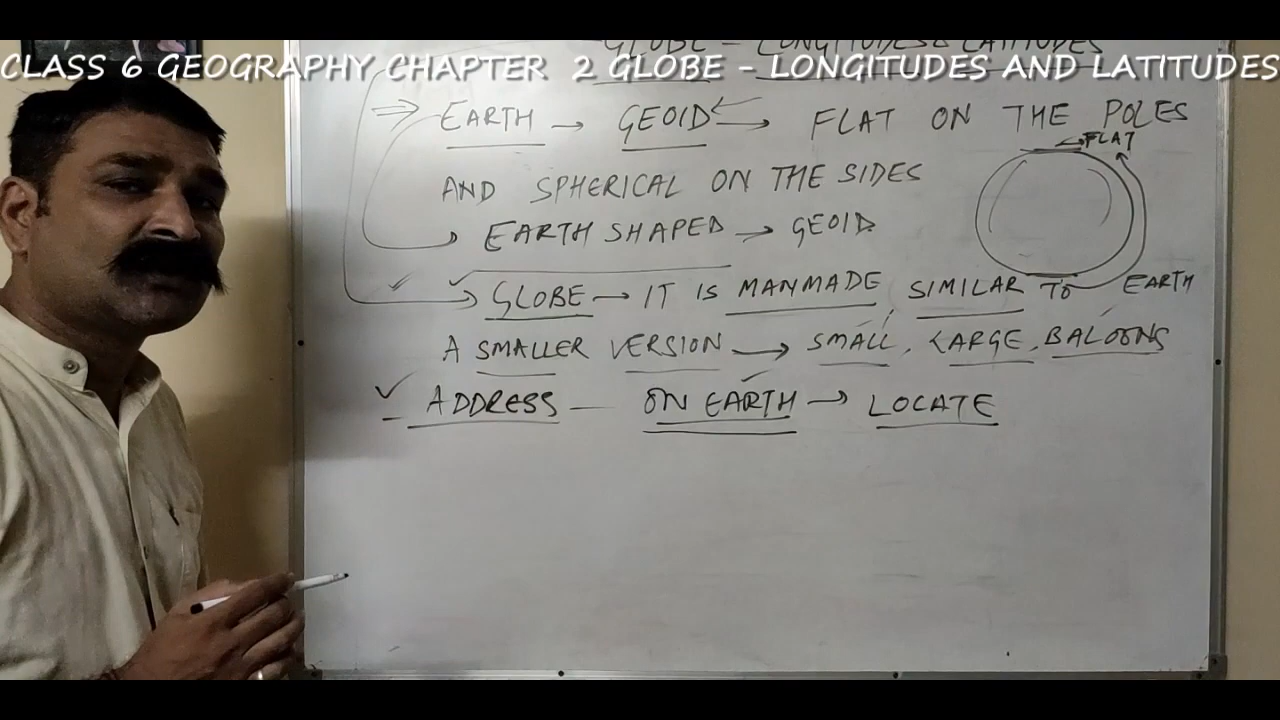 GLOBE - LONGITUDES & LATITUDES
CLASS 6 GEOGRAPHY CHAPTER 2 GLOBE - LONGITUDES AND LATITUDES
EARTH → GEOID → FLAT ON THE POLES
FLAT
AND SPHERICAL ON THE SIDES
EARTH SHAPED → GEOID
GLOBE → IT IS MANMADE SIMILAR TO EARTH
A SMALLER VERSION → SMALL, LARGE, BALOONS
ADDRESS - ON EARTH → LOCATE